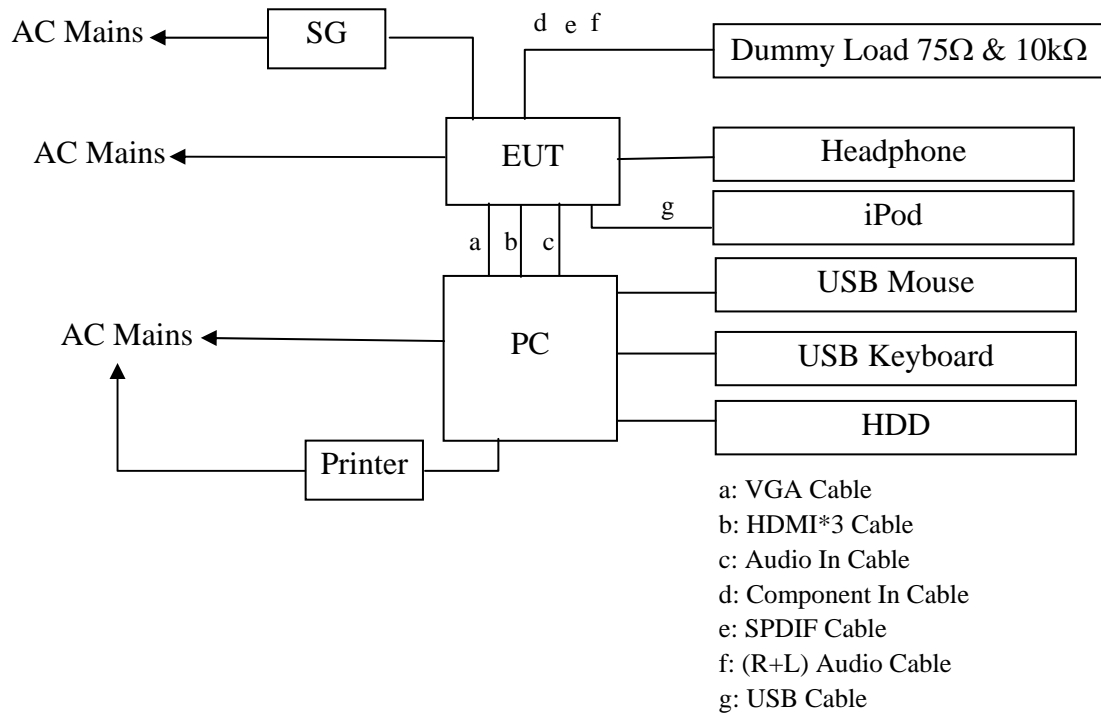 AC Mains
SG
d e f
Dummy Load 75Ω & 10kΩ
AC Mains
EUT
Headphone
g
iPod
a b c
USB Mouse
AC Mains
PC
USB Keyboard
HDD
Printer
a: VGA Cable
b: HDMI*3 Cable
c: Audio In Cable
d: Component In Cable
e: SPDIF Cable
f: (R+L) Audio Cable
g: USB Cable